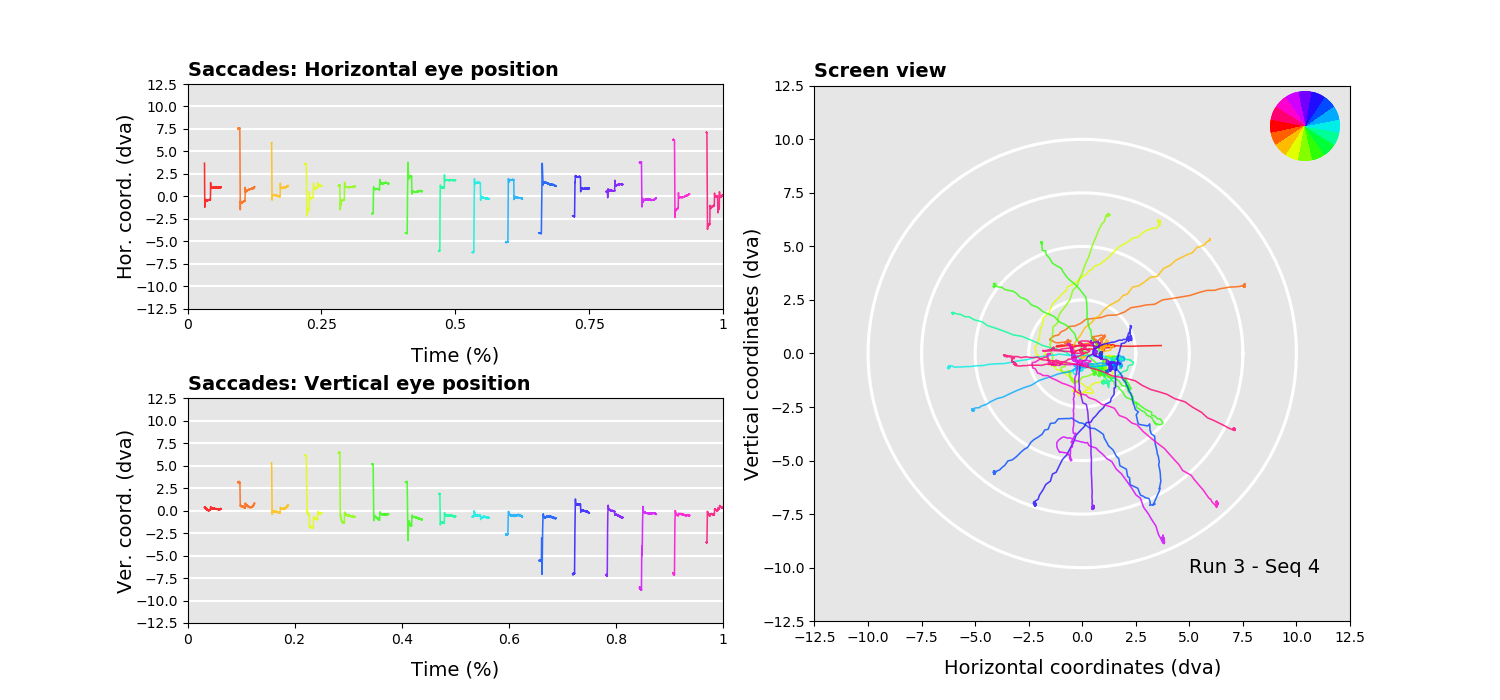 Saccades: Horizontal eye position
Hor. coord. (dva)
12.5
10.0
7.5
5.0
2.5
0.0
−2.5
−5.0
−7.5
−10.0
−12.5
0 0.25 0.5 0.75 1
Time (%)
Saccades: Vertical eye position
Ver. coord. (dva)
12.5
10.0
7.5
5.0
2.5
0.0
−2.5
−5.0
−7.5
−10.0
−12.5
0 0.2 0.4 0.6 0.8 1
Time (%)
Screen view
Vertical coordinates (dva)
12.5
10.0
7.5
5.0
2.5
0.0
−2.5
−5.0
−7.5
−10.0
−12.5
Run 3 - Seq 4
−12.5 −10.0 −7.5 −5.0 −2.5 0.0 2.5 5.0 7.5 10.0 12.5
Horizontal coordinates (dva)